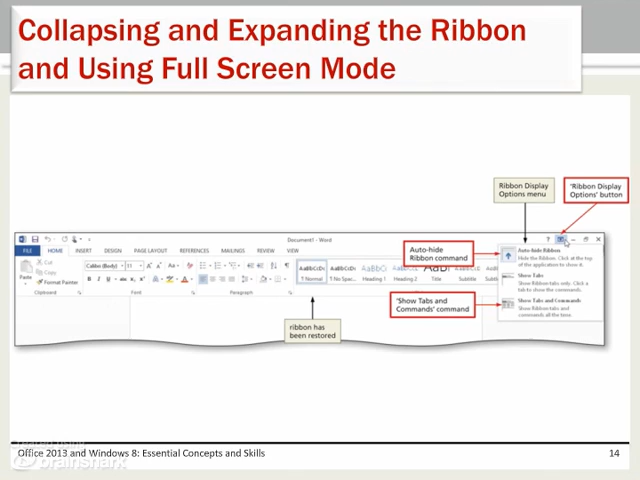 Collapsing and Expanding the Ribbon
and Using Full Screen Mode
Ribbon Display
Options menu
'Ribbon Display
Options' button
Document1 - Word
FILE HOME INSERT DESIGN PAGE LAYOUT REFERENCES MAILINGS REVIEW VIEW
Auto-hide
Ribbon command
Auto-hide Ribbon
Hide the Ribbon. Click at the top
of the application to show it.
Show Tabs
Show Ribbon tabs only. Click a
tab to show the commands.
Show Tabs and Commands
Show Ribbon tabs and
commands all the time.
'Show Tabs and
Commands' command
Paste
Cut
Copy
Format Painter
Clipboard
Calibri (Body) 11
Font
Paragraph
AaBbCcDc AaBbCcDc AaBbC AaBbCc AaB AaBbCc
¶ Normal ¶ No Spac... Heading 1 Heading 2 Title Subtitle
ribbon has
been restored
Office 2013 and Windows 8: Essential Concepts and Skills
14
brainshark